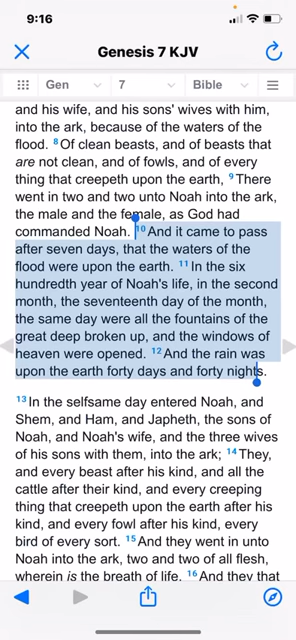 9:16
Genesis 7 KJV
Gen 7 Bible
and his wife, and his sons' wives with him,
into the ark, because of the waters of the
flood. 8 Of clean beasts, and of beasts that
are not clean, and of fowls, and of every
thing that creepeth upon the earth, 9 There
went in two and two unto Noah into the ark,
the male and the female, as God had
commanded Noah. 10 And it came to pass
after seven days, that the waters of the
flood were upon the earth. 11 In the six
hundredth year of Noah's life, in the second
month, the seventeenth day of the month,
the same day were all the fountains of the
great deep broken up, and the windows of
heaven were opened. 12 And the rain was
upon the earth forty days and forty nights.
13 In the selfsame day entered Noah, and
Shem, and Ham, and Japheth, the sons of
Noah, and Noah's wife, and the three wives
of his sons with them, into the ark; 14 They,
and every beast after his kind, and all the
cattle after their kind, and every creeping
thing that creepeth upon the earth after his
kind, and every fowl after his kind, every
bird of every sort. 15 And they went in unto
Noah into the ark, two and two of all flesh,
wherein is the breath of life. 16 And they that